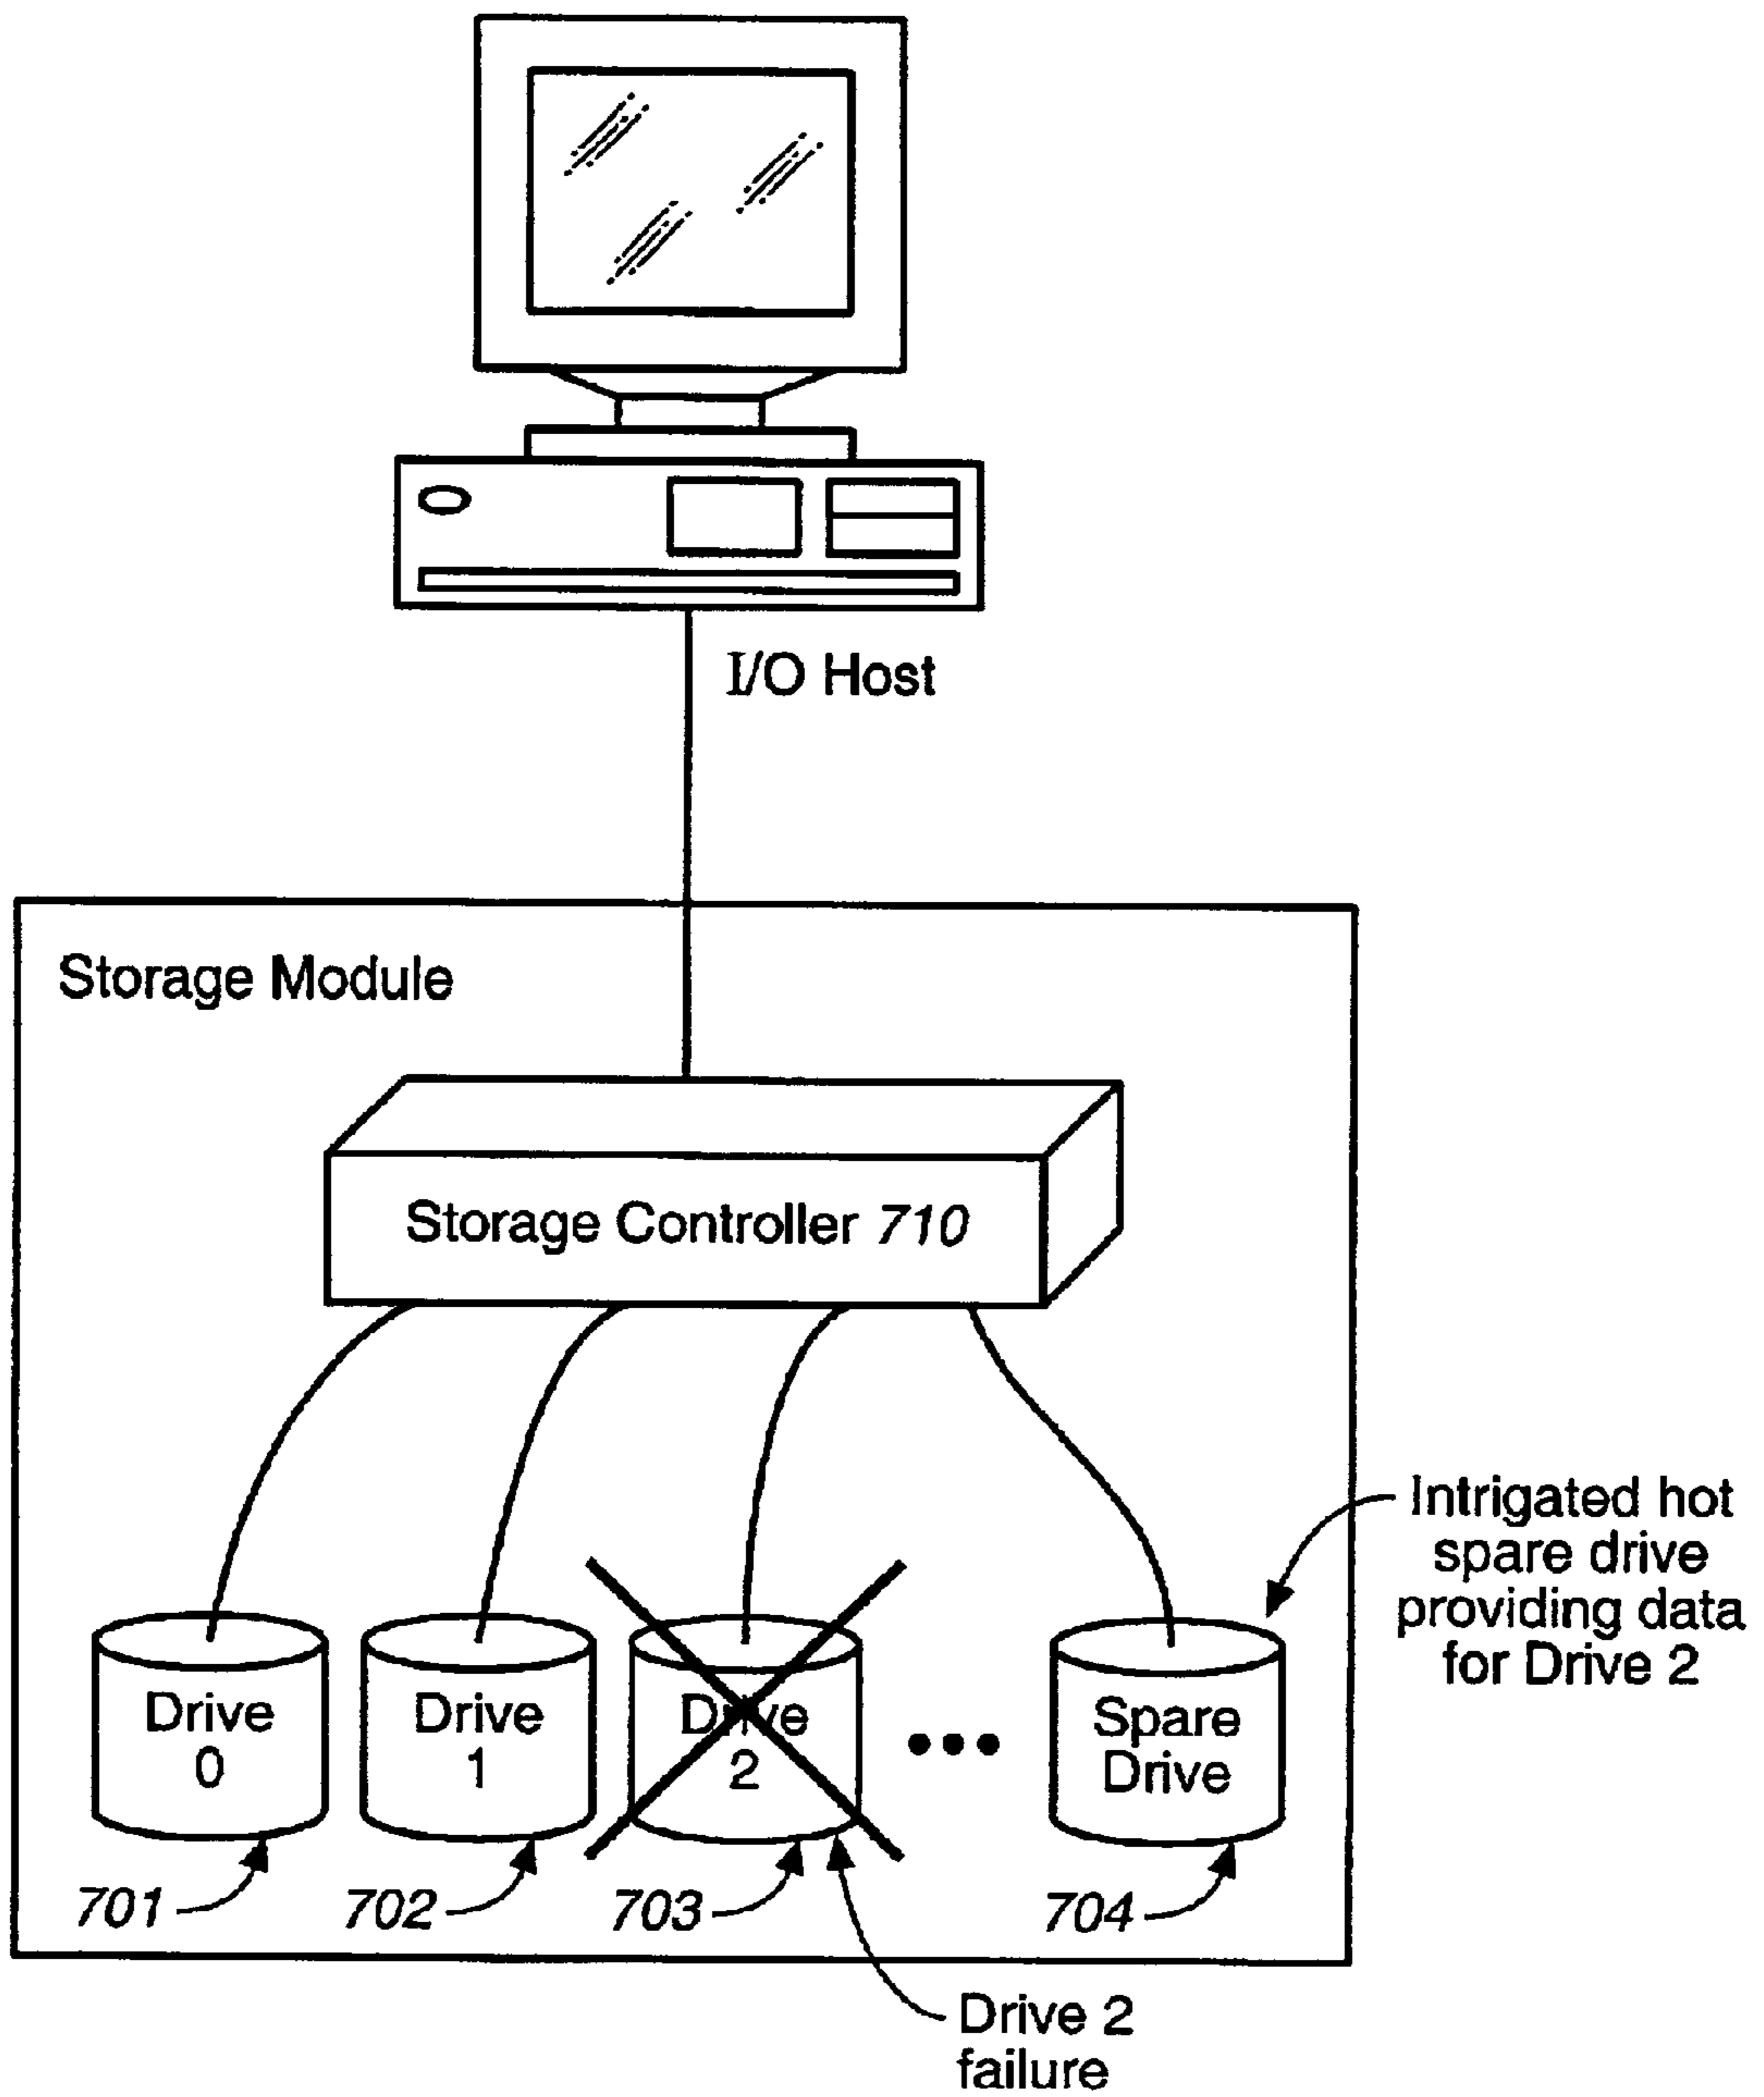 I/O Host
Storage Module
Storage Controller 710
Intrigated hot
spare drive
providing data
for Drive 2
Drive
0
Drive
1
Drive
2
Spare
Drive
701
702
703
704
Drive 2
failure